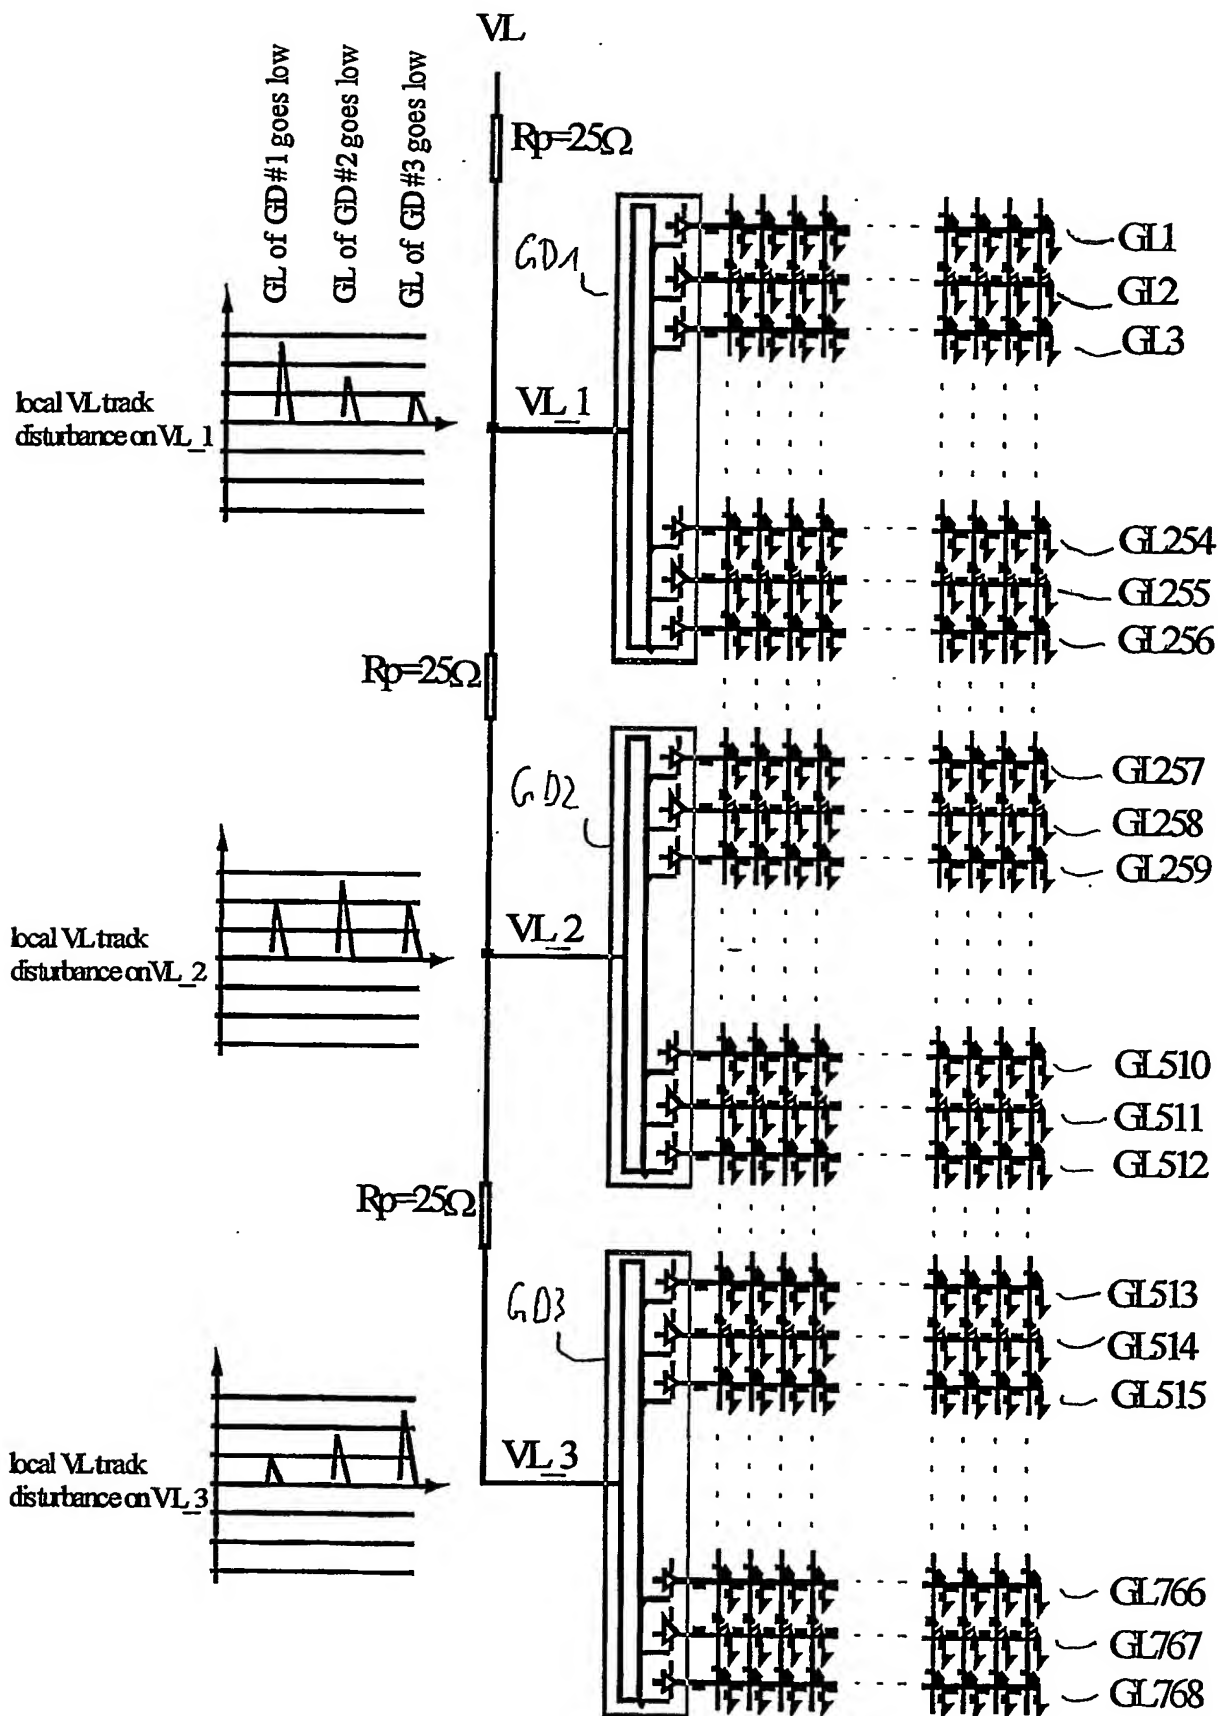 VL
GL of GD#1 goes low
GL of GD#2 goes low
GL of GD#3 goes low
Rp=25Ω
GD1
GL1
GL2
GL3
local VL track
disturbance on VL_1
VL_1
GL254
GL255
GL256
Rp=25Ω
GD2
GL257
GL258
GL259
local VL track
disturbance on VL_2
VL_2
GL510
GL511
GL512
Rp=25Ω
GD3
GL513
GL514
GL515
local VL track
disturbance on VL_3
VL_3
GL766
GL767
GL768